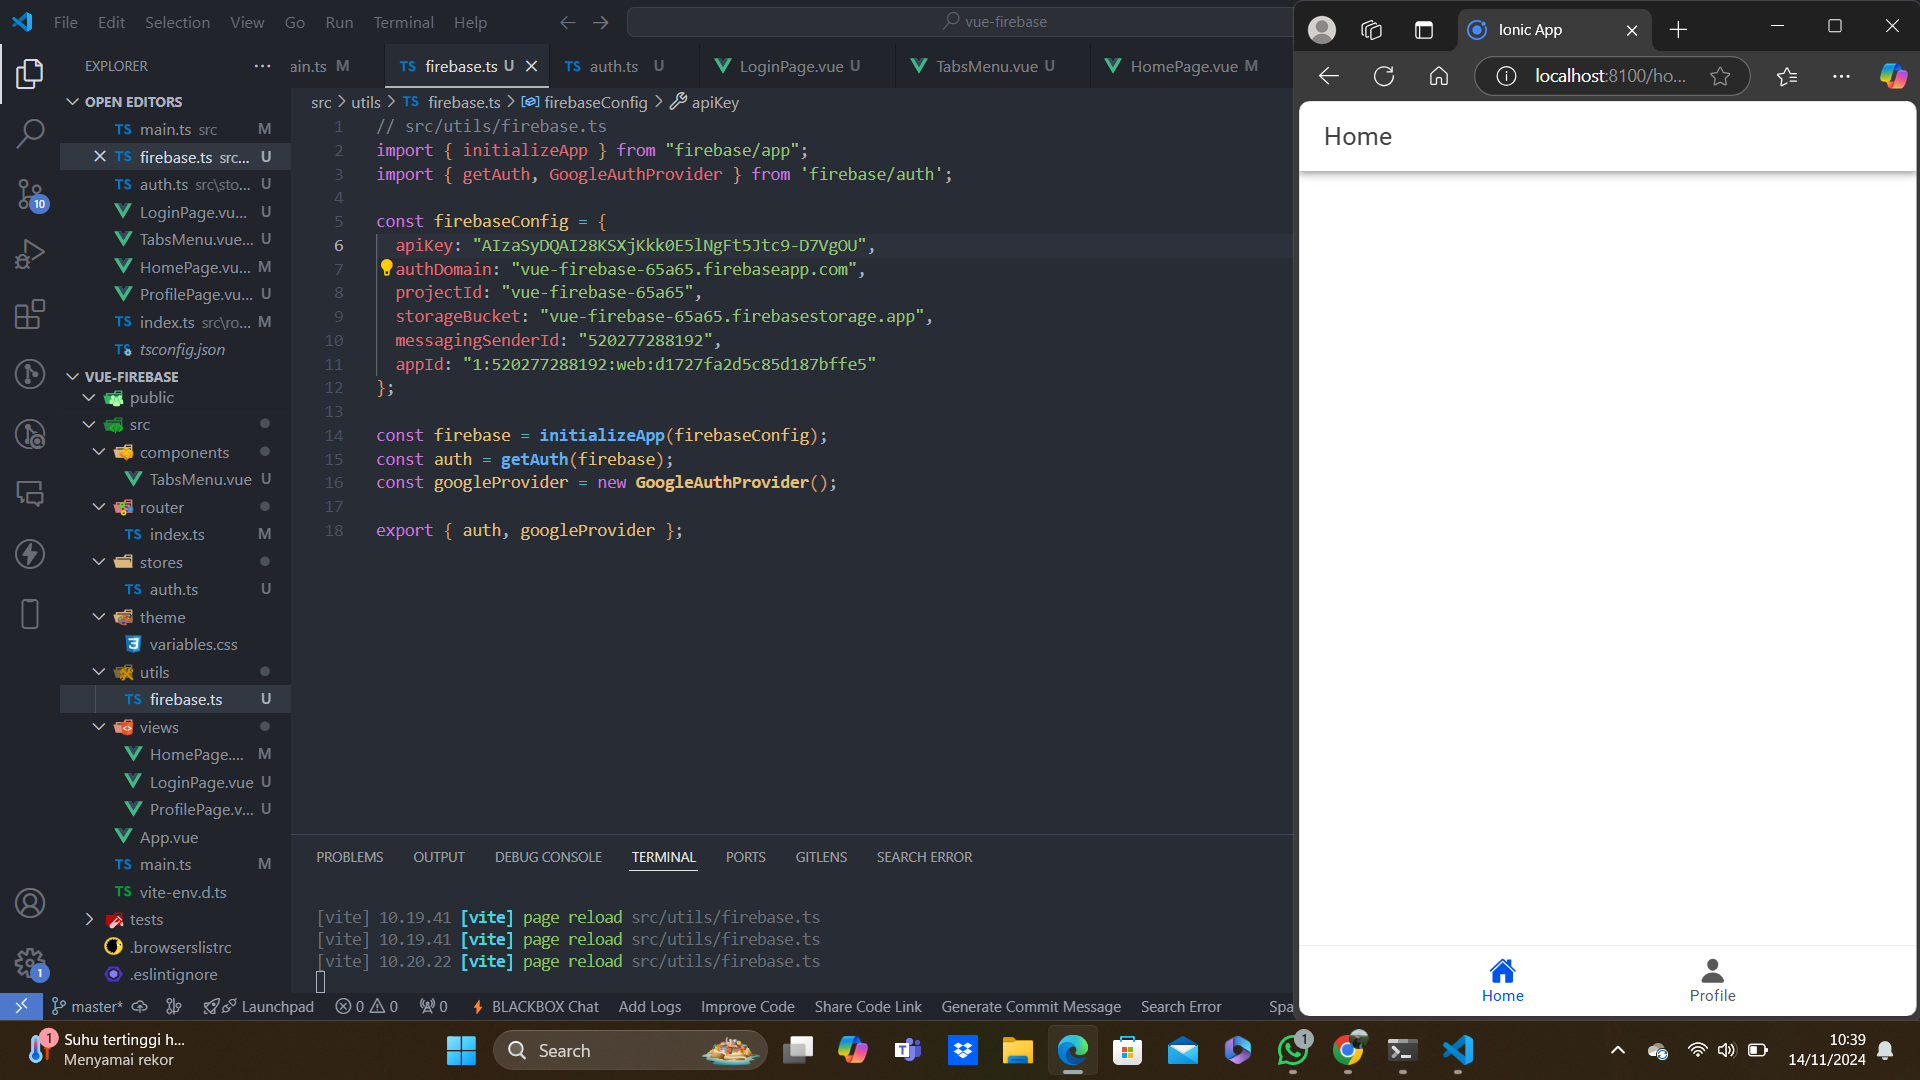 File Edit Selection View Go Run Terminal Help
vue-firebase
EXPLORER
OPEN EDITORS
TS main.ts src M
TS firebase.ts src... U
TS auth.ts src\sto... U
LoginPage.vu... U
TabsMenu.vue... U
HomePage.vu... M
ProfilePage.vu... U
TS index.ts src\ro... M
TS tsconfig.json
VUE-FIREBASE
public
src
components
TabsMenu.vue U
router
TS index.ts M
stores
TS auth.ts U
theme
variables.css
utils
TS firebase.ts U
views
HomePage.... M
LoginPage.vue U
ProfilePage.v... U
App.vue
TS main.ts M
TS vite-env.d.ts
tests
.browserslistrc
.eslintignore
10
1
ain.ts M
TS firebase.ts U
TS auth.ts U
LoginPage.vue U
TabsMenu.vue U
HomePage.vue M
src > utils > TS firebase.ts > firebaseConfig > apiKey
1 // src/utils/firebase.ts
2 import { initializeApp } from "firebase/app";
3 import { getAuth, GoogleAuthProvider } from 'firebase/auth';
4
5 const firebaseConfig = {
6 apiKey: "AIzaSyDQAI28KSXjKkk0E5lNgFt5Jtc9-D7VgOU",
7 authDomain: "vue-firebase-65a65.firebaseapp.com",
8 projectId: "vue-firebase-65a65",
9 storageBucket: "vue-firebase-65a65.firebasestorage.app",
10 messagingSenderId: "520277288192",
11 appId: "1:520277288192:web:d1727fa2d5c85d187bffe5"
12 };
13
14 const firebase = initializeApp(firebaseConfig);
15 const auth = getAuth(firebase);
16 const googleProvider = new GoogleAuthProvider();
17
18 export { auth, googleProvider };
PROBLEMS OUTPUT DEBUG CONSOLE TERMINAL PORTS GITLENS SEARCH ERROR
[vite] 10.19.41 [vite] page reload src/utils/firebase.ts
[vite] 10.19.41 [vite] page reload src/utils/firebase.ts
[vite] 10.20.22 [vite] page reload src/utils/firebase.ts
master* Launchpad 0 0 0 BLACKBOX Chat Add Logs Improve Code Share Code Link Generate Commit Message Search Error Spa
Ionic App
localhost:8100/ho...
Home
Home
Profile
1
Suhu tertinggi h...
Menyamai rekor
Search
1
10:39
14/11/2024